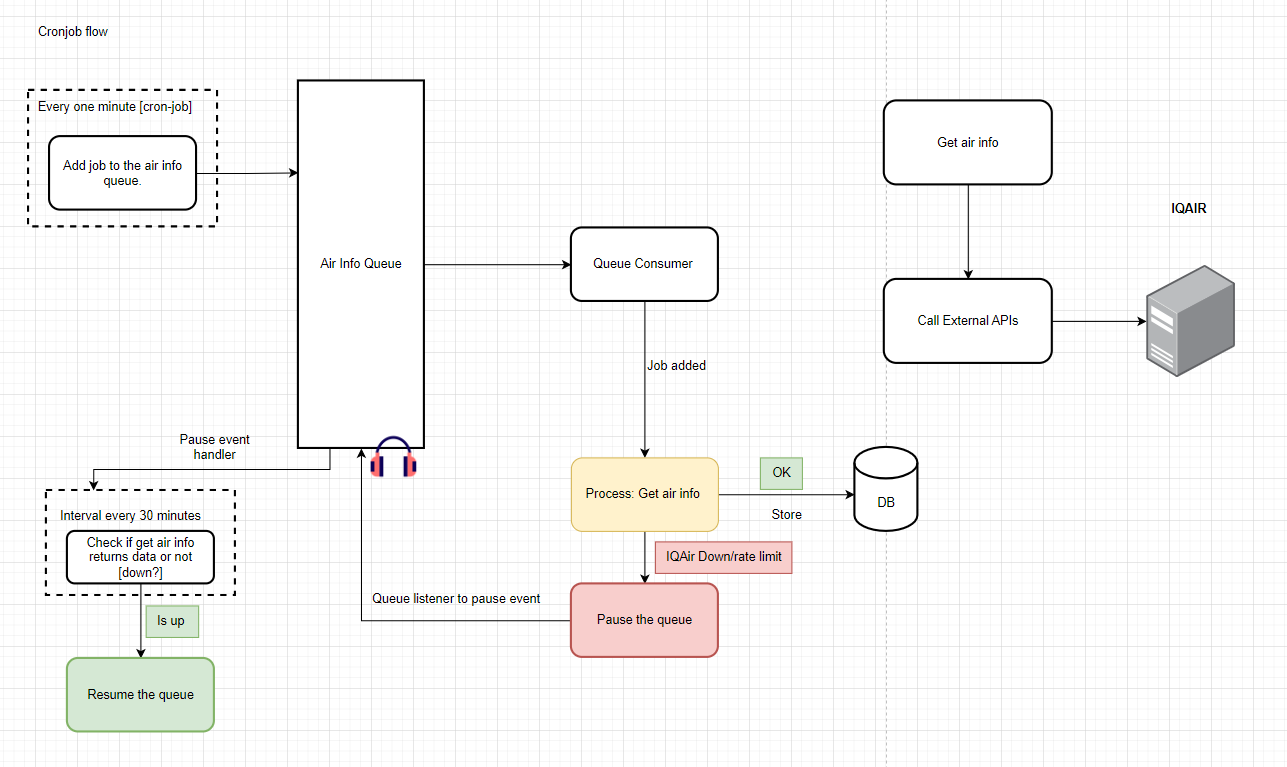 Cronjob flow
Every one minute [cron-job]
Add job to the air info
queue.
Air Info Queue
Queue Consumer
Job added
Get air info
IQAIR
Call External APIs
Pause event
handler
Interval every 30 minutes
Check if get air info
returns data or not
[down?]
Is up
Resume the queue
Process: Get air info
OK
Store
DB
IQAir Down/rate limit
Queue listener to pause event
Pause the queue